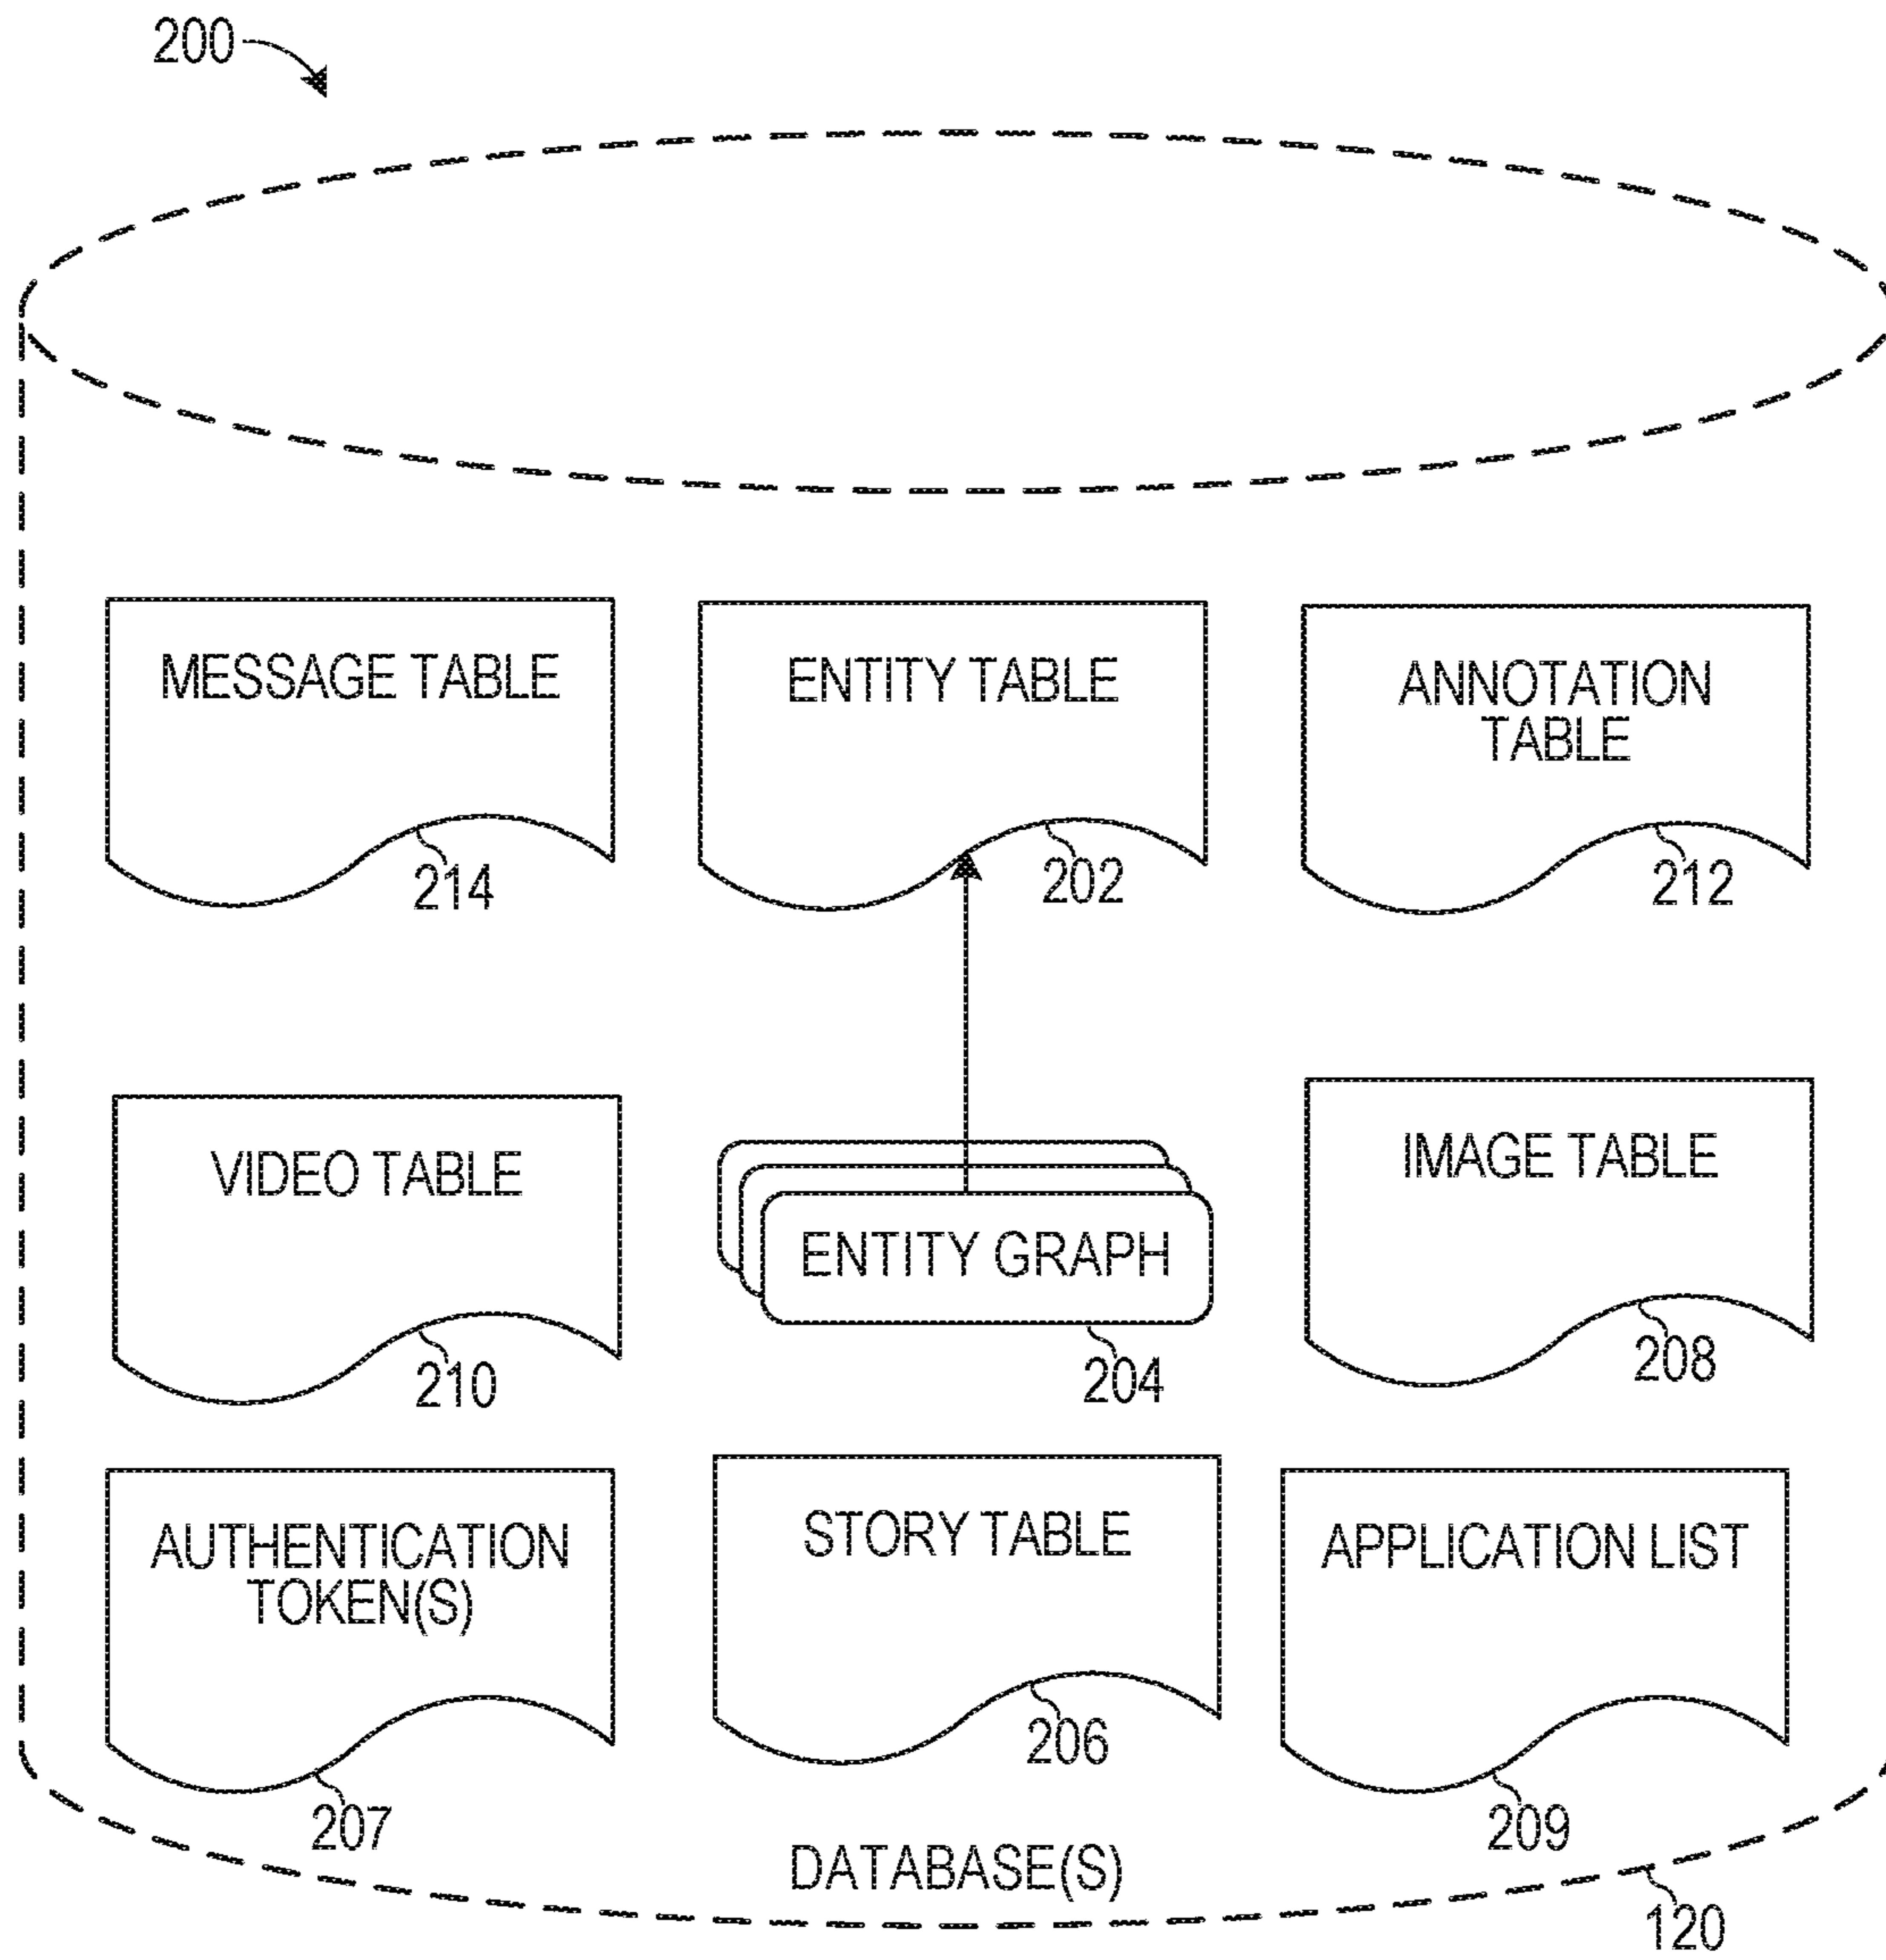 200
MESSAGE TABLE
214
ENTITY TABLE
202
ANNOTATION
TABLE
212
VIDEO TABLE
210
ENTITY GRAPH
204
IMAGE TABLE
208
AUTHENTICATION
TOKEN(S)
207
STORY TABLE
206
APPLICATION LIST
209
DATABASE(S)
120